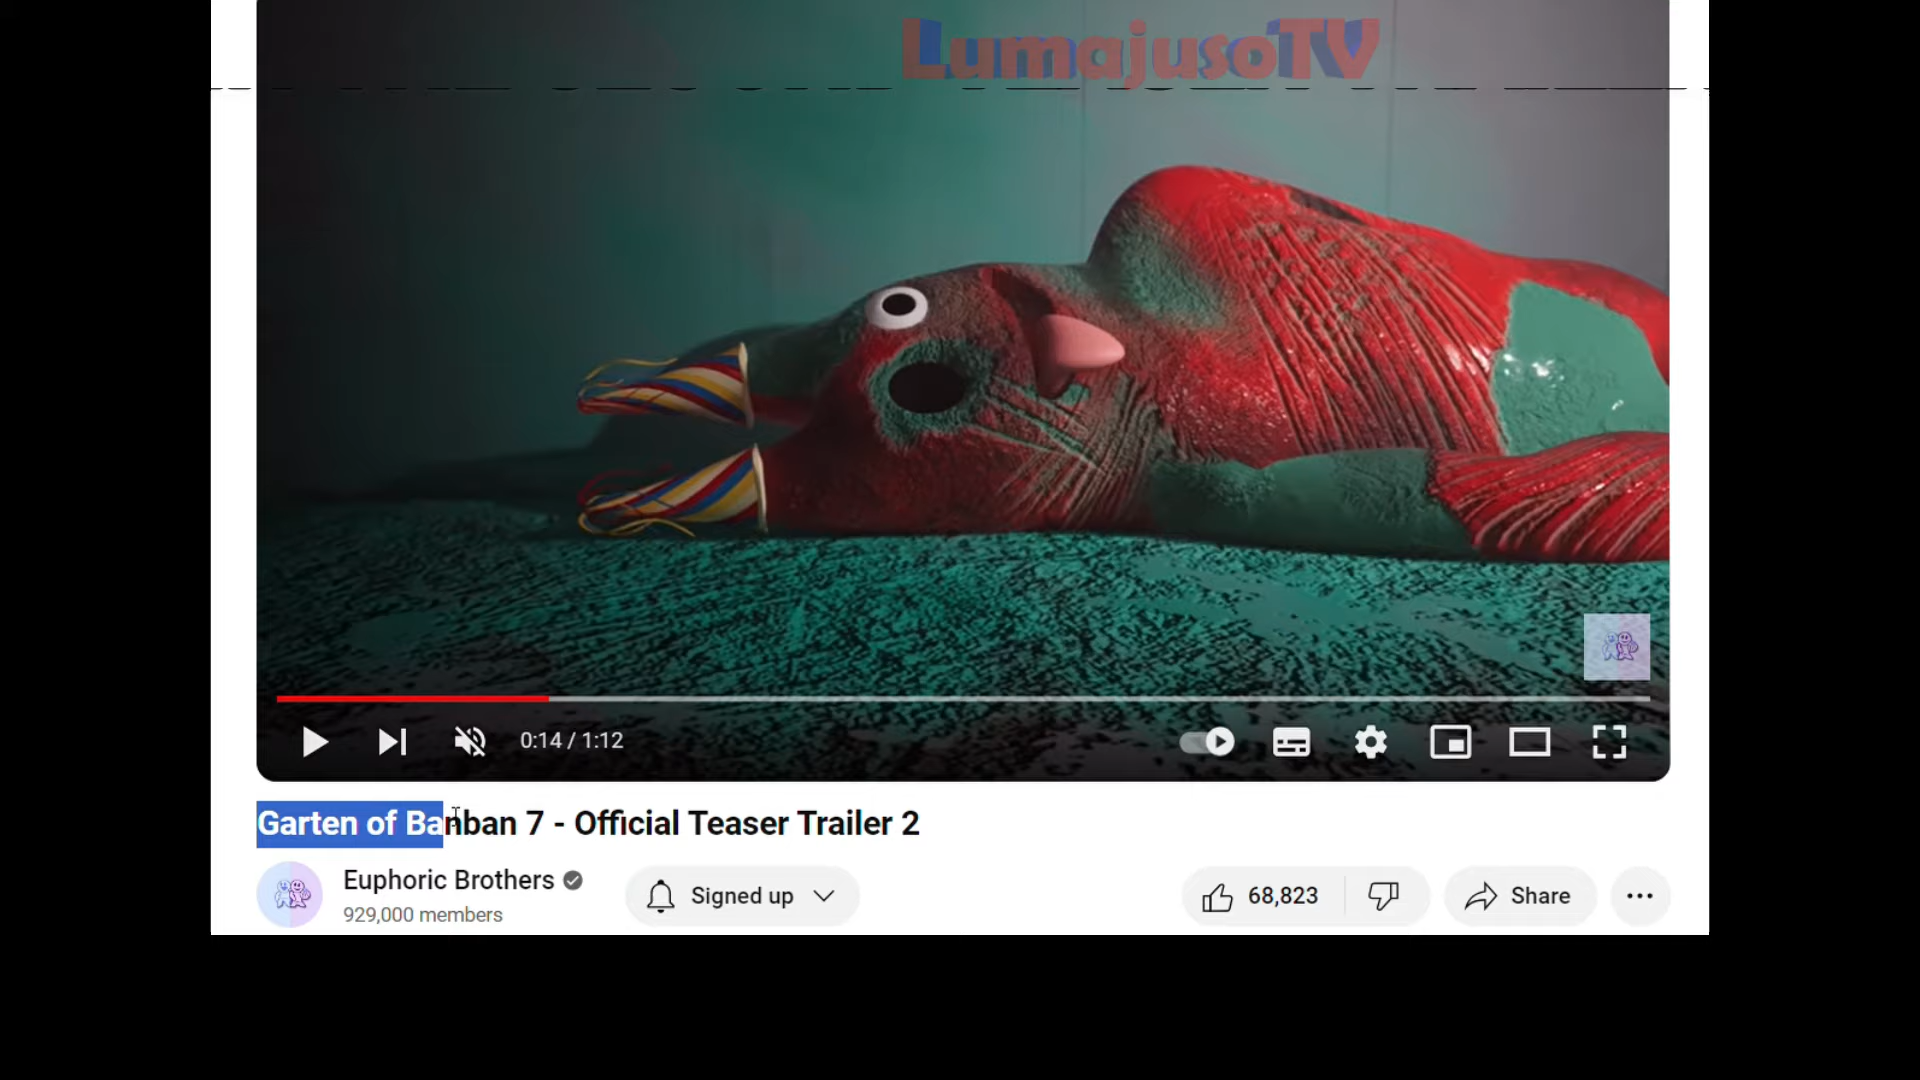 LumajusoTV
0:14 / 1:12
Garten of Banban 7 - Official Teaser Trailer 2
Euphoric Brothers
929,000 members
Signed up
68,823
Share